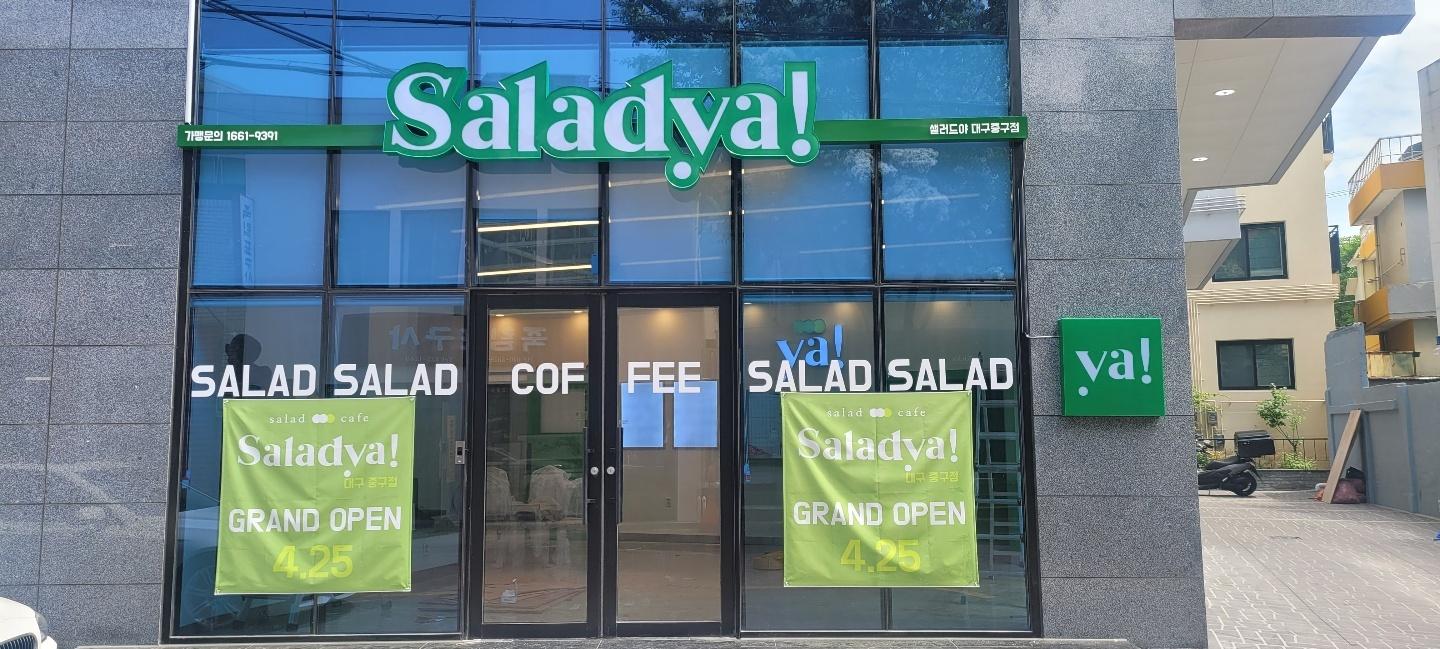 Saladya!
가맹문의 1661-9391
샐러드야 대구중구점
ya!
ya!
SALAD SALAD
COF FEE
SALAD SALAD
salad cafe
Saladya!
대구 중구점
GRAND OPEN
4.25
salad cafe
Saladya!
대구 중구점
GRAND OPEN
4.25